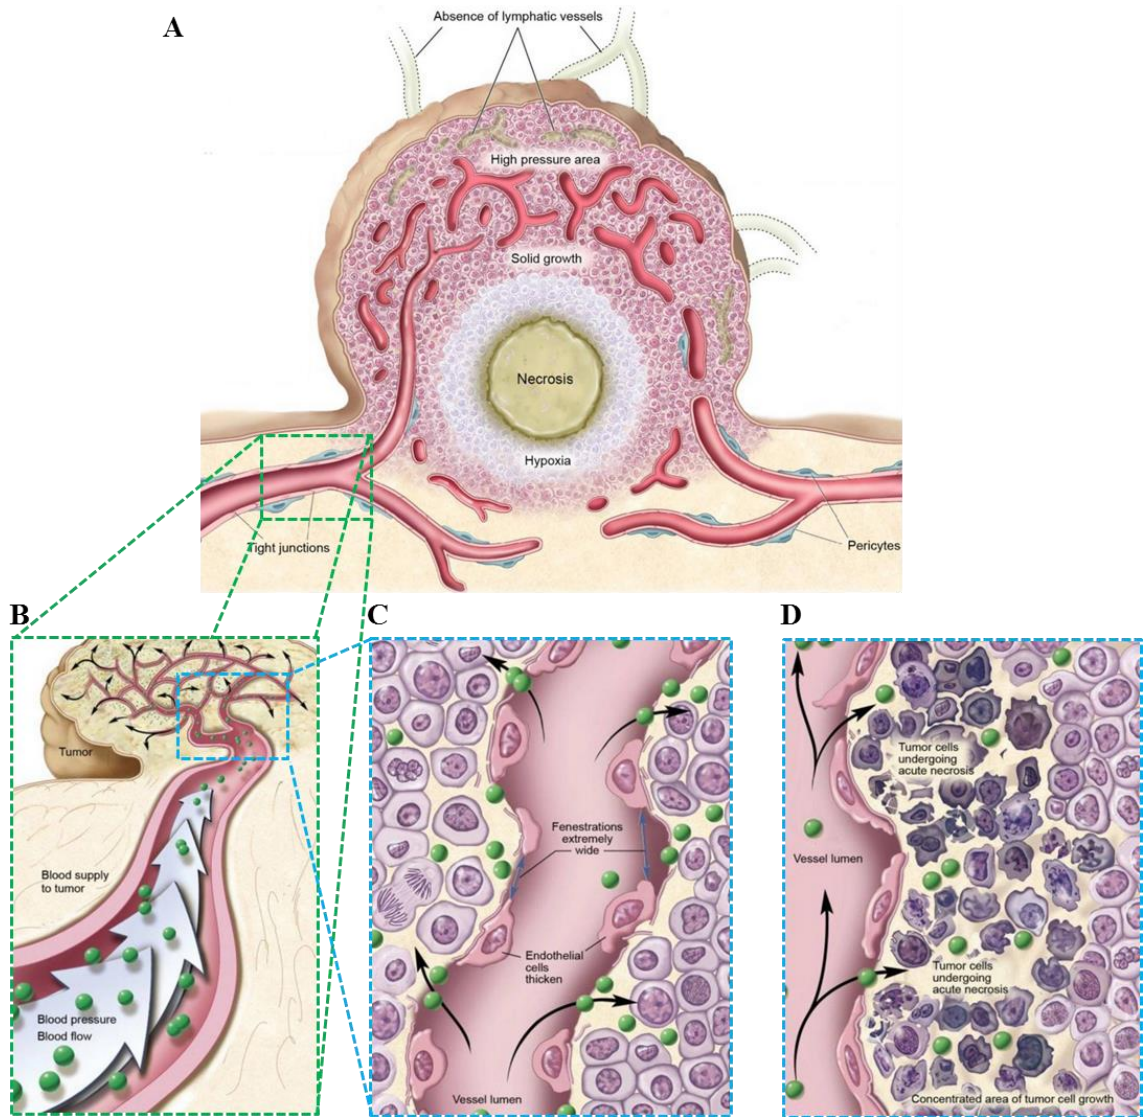 A
Absence of lymphatic vessels
High pressure area
Solid growth
Necrosis
Hypoxia
Tight junctions
Pericytes
B
Tumor
Blood supply
to tumor
Blood pressure
Blood flow
C
Fenestrations
extremely
wide
Endothelial
cells
thicken
Vessel lumen
D
Tumor cells
undergoing
acute necrosis
Vessel lumen
Tumor cells
undergoing
acute necrosis
Concentrated area of tumor cell growth